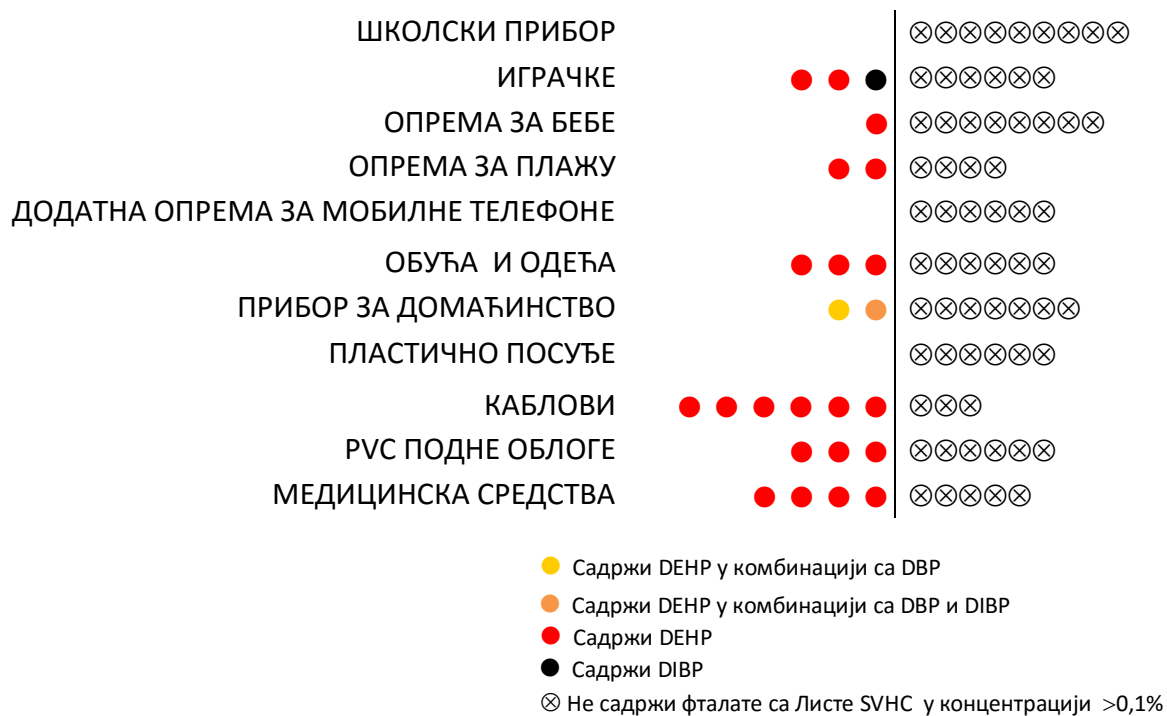 ШКОЛСКИ ПРИБОР
ИГРАЧКЕ
ОПРЕМА ЗА БЕБЕ
ОПРЕМА ЗА ПЛАЖУ
ДОДАТНА ОПРЕМА ЗА МОБИЛНЕ ТЕЛЕФОНЕ
ОБУЋА И ОДЕЋА
ПРИБОР ЗА ДОМАЋИНСТВО
ПЛАСТИЧНО ПОСУЂЕ
КАБЛОВИ
PVC ПОДНЕ ОБЛОГЕ
МЕДИЦИНСКА СРЕДСТВА
Садржи DEHP у комбинацији са DBP
Садржи DEHP у комбинацији са DBP и DIBP
Садржи DEHP
Садржи DIBP
Не садржи фталате са Листе SVHC у концентрацији >0,1%